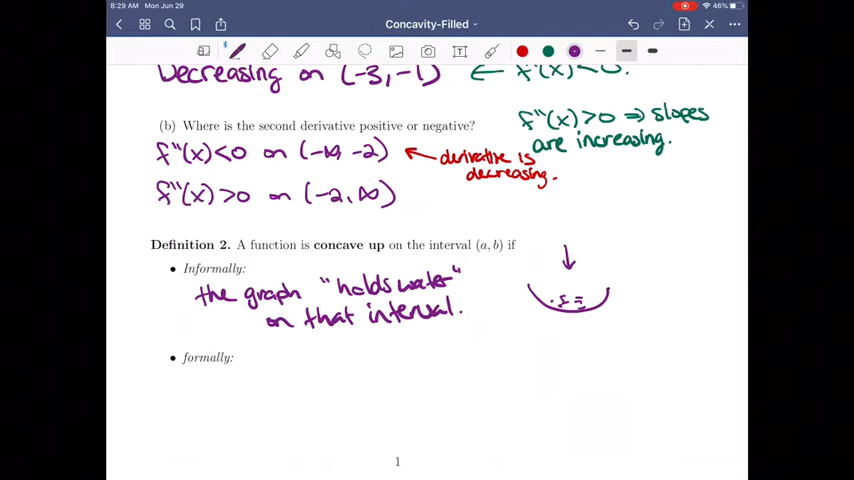 8:29 AM Mon Jun 29
46%
Concavity-Filled
Decreasing on (-3,-1) ← f'(x)<0.
f"(x)>0 ⇒ slopes
are increasing.
(b) Where is the second derivative positive or negative?
f"(x)<0 on (-∞, -2)
derivative is
decreasing.
f"(x)>0 on (-2,∞)
Definition 2. A function is concave up on the interval (a, b) if
• Informally:
the graph "holds water"
on that interval.
• formally:
1